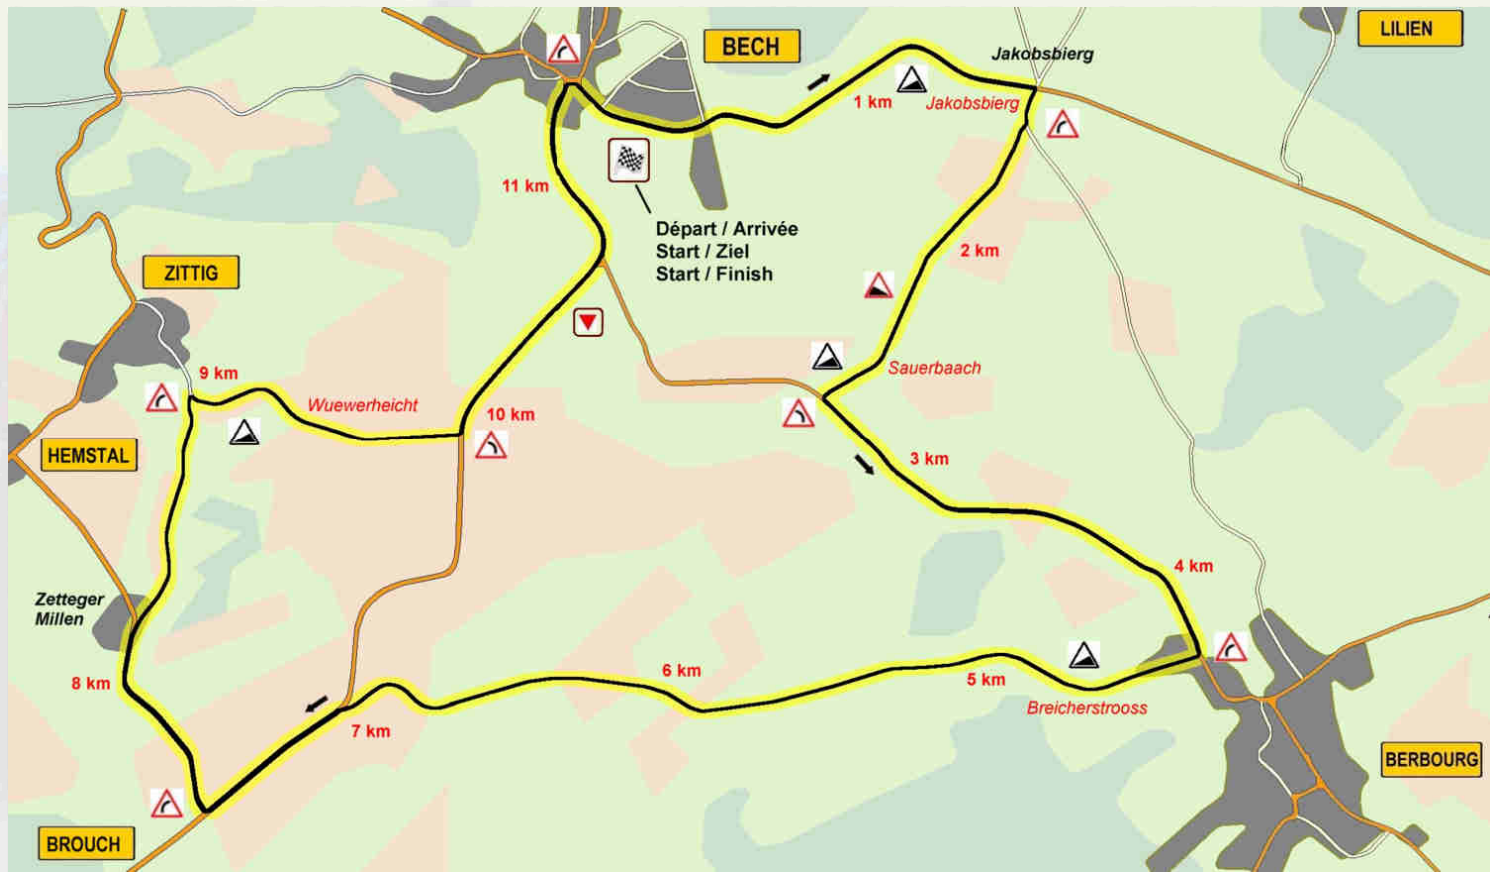 LILIEN
BECH
Jakobsbierg
1 km
Jakobsbierg
11 km
Départ / Arrivée
Start / Ziel
Start / Finish
2 km
ZITTIG
Sauerbaach
9 km
Wuewerheicht
10 km
HEMSTAL
3 km
4 km
Zetteger
Millen
6 km
5 km
8 km
Breicherstrooss
7 km
BERBOURG
BROUCH